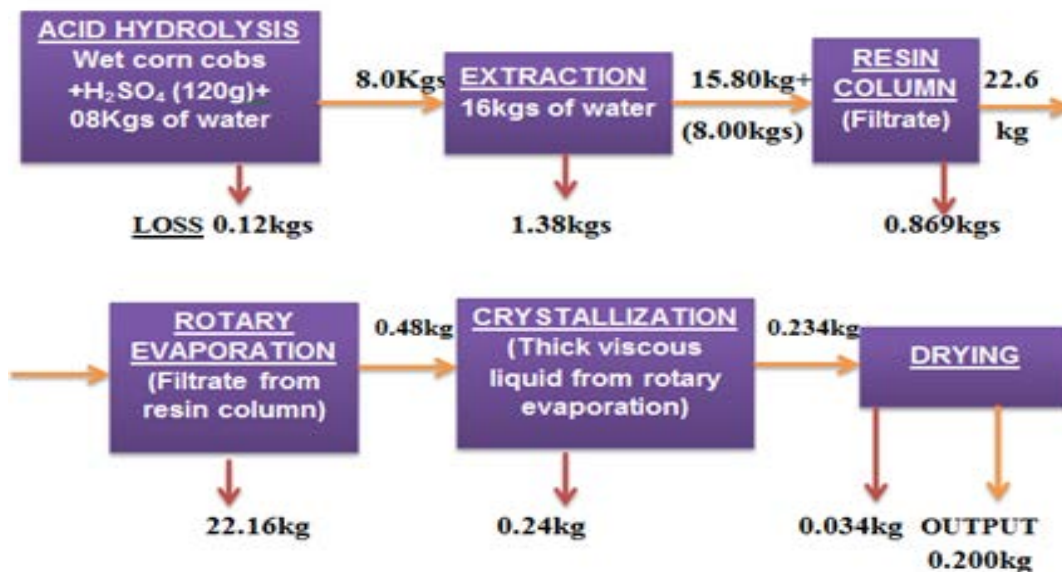 ACID HYDROLYSIS
Wet corn cobs
+H₂SO₄ (120g)+
08Kgs of water
8.0Kgs
EXTRACTION
16kgs of water
15.80kg+
(8.00kgs)
RESIN
COLUMN
(Filtrate)
22.6
kg
LOSS 0.12kgs
1.38kgs
0.869kgs
ROTARY
EVAPORATION
(Filtrate from
resin column)
0.48kg
CRYSTALLIZATION
(Thick viscous
liquid from rotary
evaporation)
0.234kg
DRYING
22.16kg
0.24kg
0.034kg
OUTPUT
0.200kg